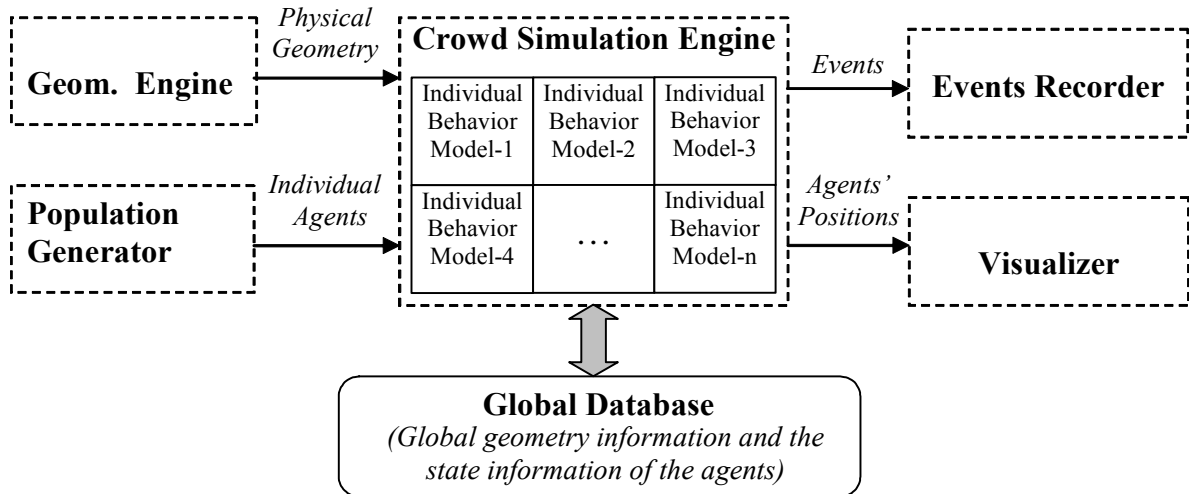 Physical
Geometry
Geom. Engine
Crowd Simulation Engine
Individual
Behavior
Model-1
Individual
Behavior
Model-2
Individual
Behavior
Model-3
Individual
Behavior
Model-4
…
Individual
Behavior
Model-n
Events
Events Recorder
Individual
Agents
Population
Generator
Agents’
Positions
Visualizer
Global Database
(Global geometry information and the
state information of the agents)